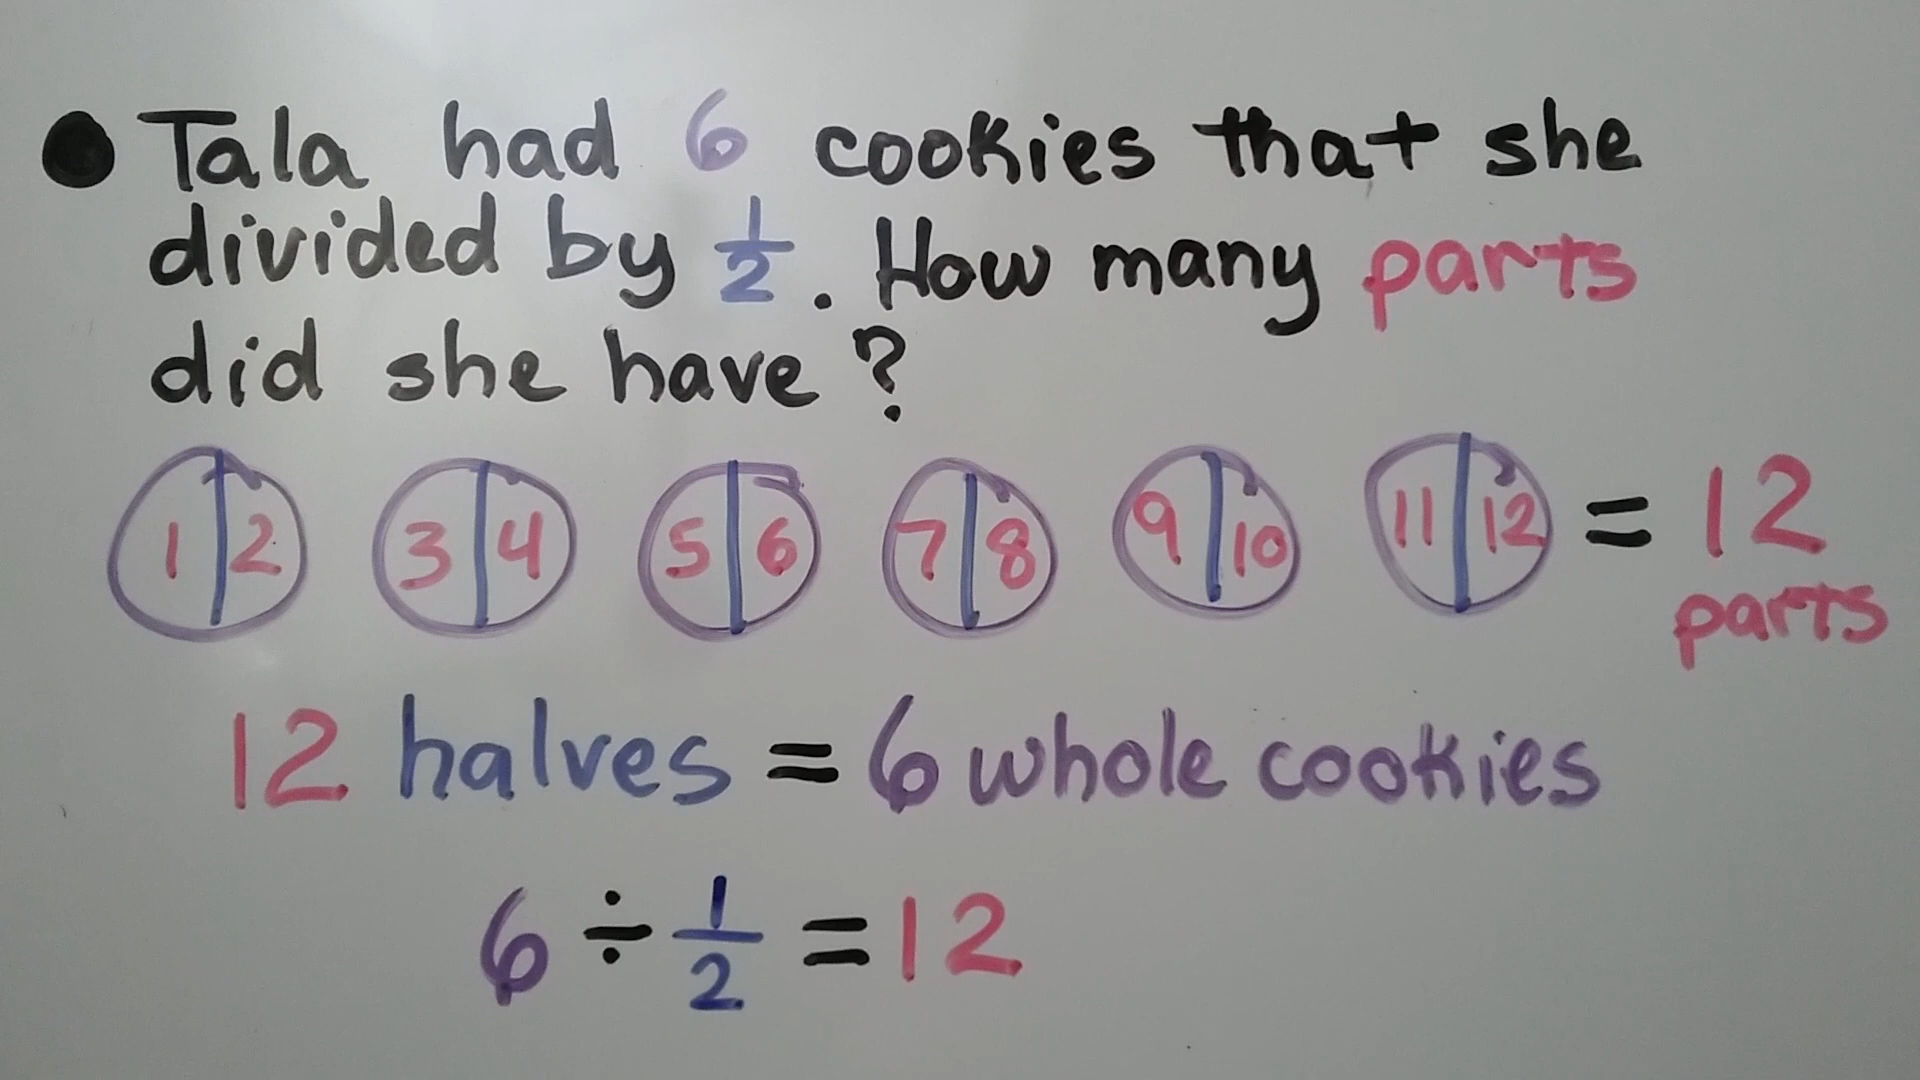 Tala had 6 cookies that she
divided by 1/2. How many parts
did she have?
1 2 3 4 5 6 7 8 9 10 11 12 = 12
parts
12 halves = 6 whole cookies
6 ÷ 1/2 = 12